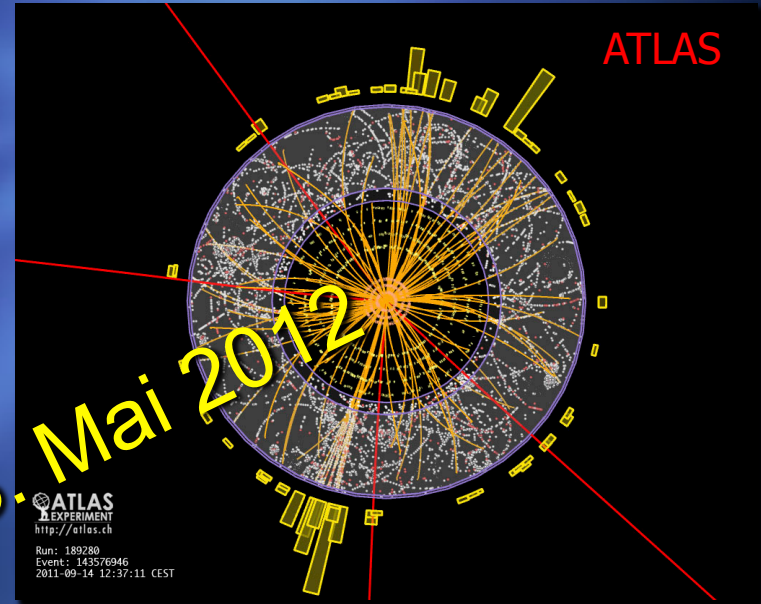 ATLAS
. Mai 2012
ATLAS
EXPERIMENT
http://atlas.ch
Run: 189280
Event: 143576946
2011-09-14 12:37:11 CEST